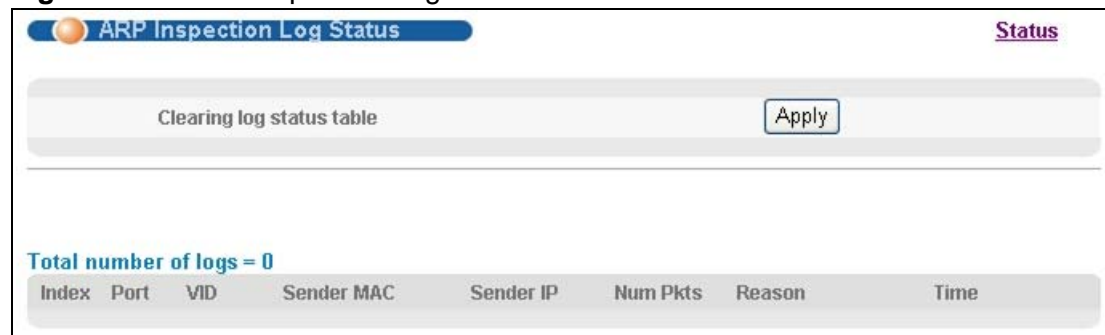 ARP Inspection Log Status Status
Clearing log status table Apply
Total number of logs = 0
Index Port VID Sender MAC Sender IP Num Pkts Reason Time